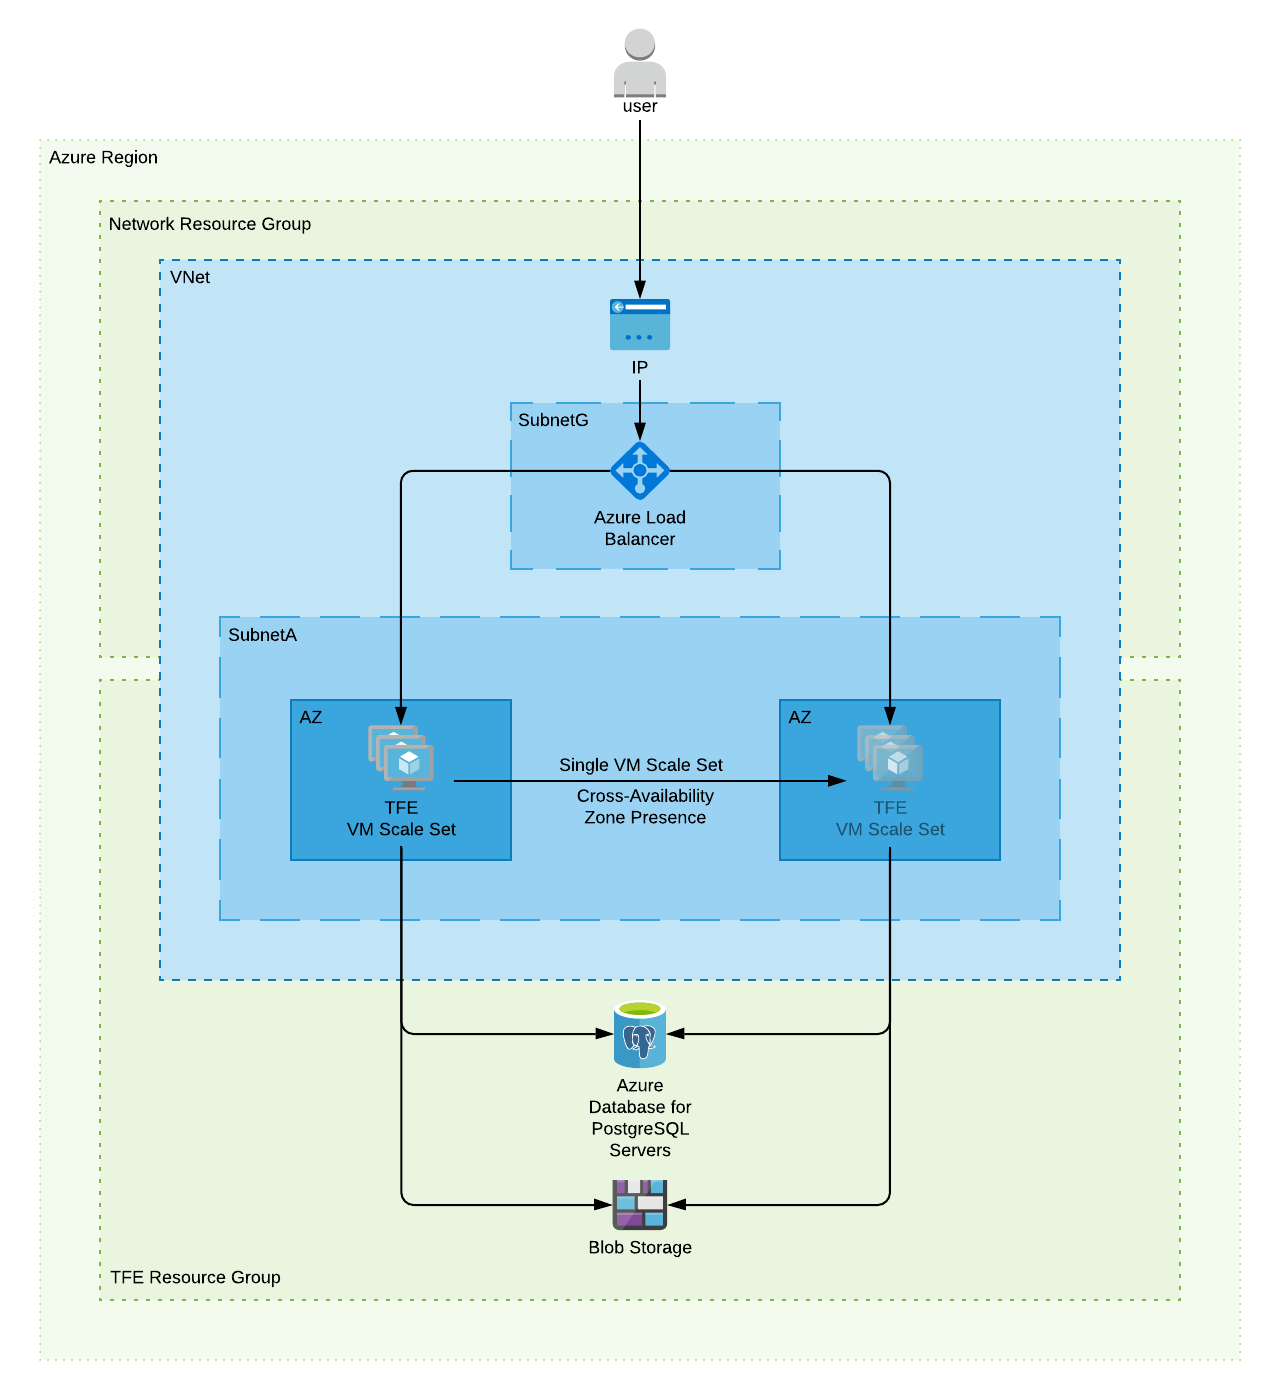 user
Azure Region
Network Resource Group
VNet
IP
SubnetG
Azure Load
Balancer
SubnetA
AZ
TFE
VM Scale Set
Single VM Scale Set
Cross-Availability
Zone Presence
AZ
TFE
VM Scale Set
Azure
Database for
PostgreSQL
Servers
Blob Storage
TFE Resource Group